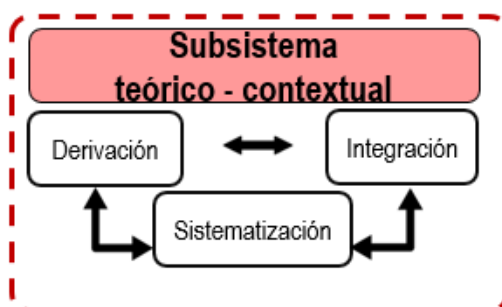 Subsistema
teórico - contextual
Derivación
Integración
Sistematización